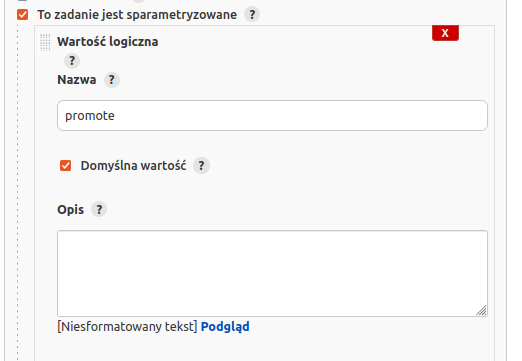 To zadanie jest sparametryzowane ?
X
Wartość logiczna
?
Nazwa ?
promote
Domyślna wartość ?
Opis ?
[Niesformatowany tekst] Podgląd